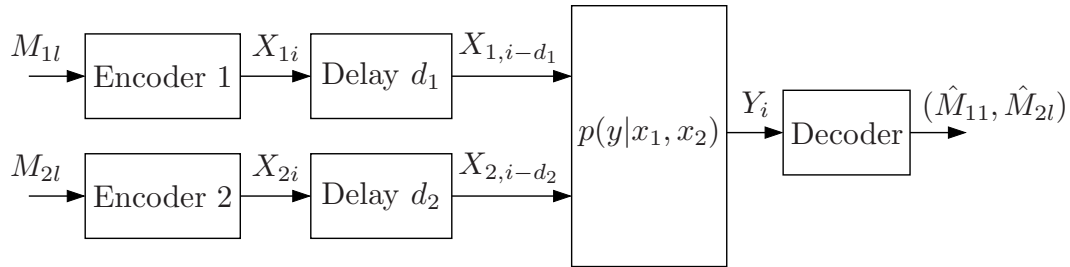 M_{1l} Encoder 1 X_{1i} Delay d_1 X_{1,i-d_1}
p(y|x_1, x_2) Y_i Decoder (\hat{M}_{11}, \hat{M}_{2l})
M_{2l} Encoder 2 X_{2i} Delay d_2 X_{2,i-d_2}